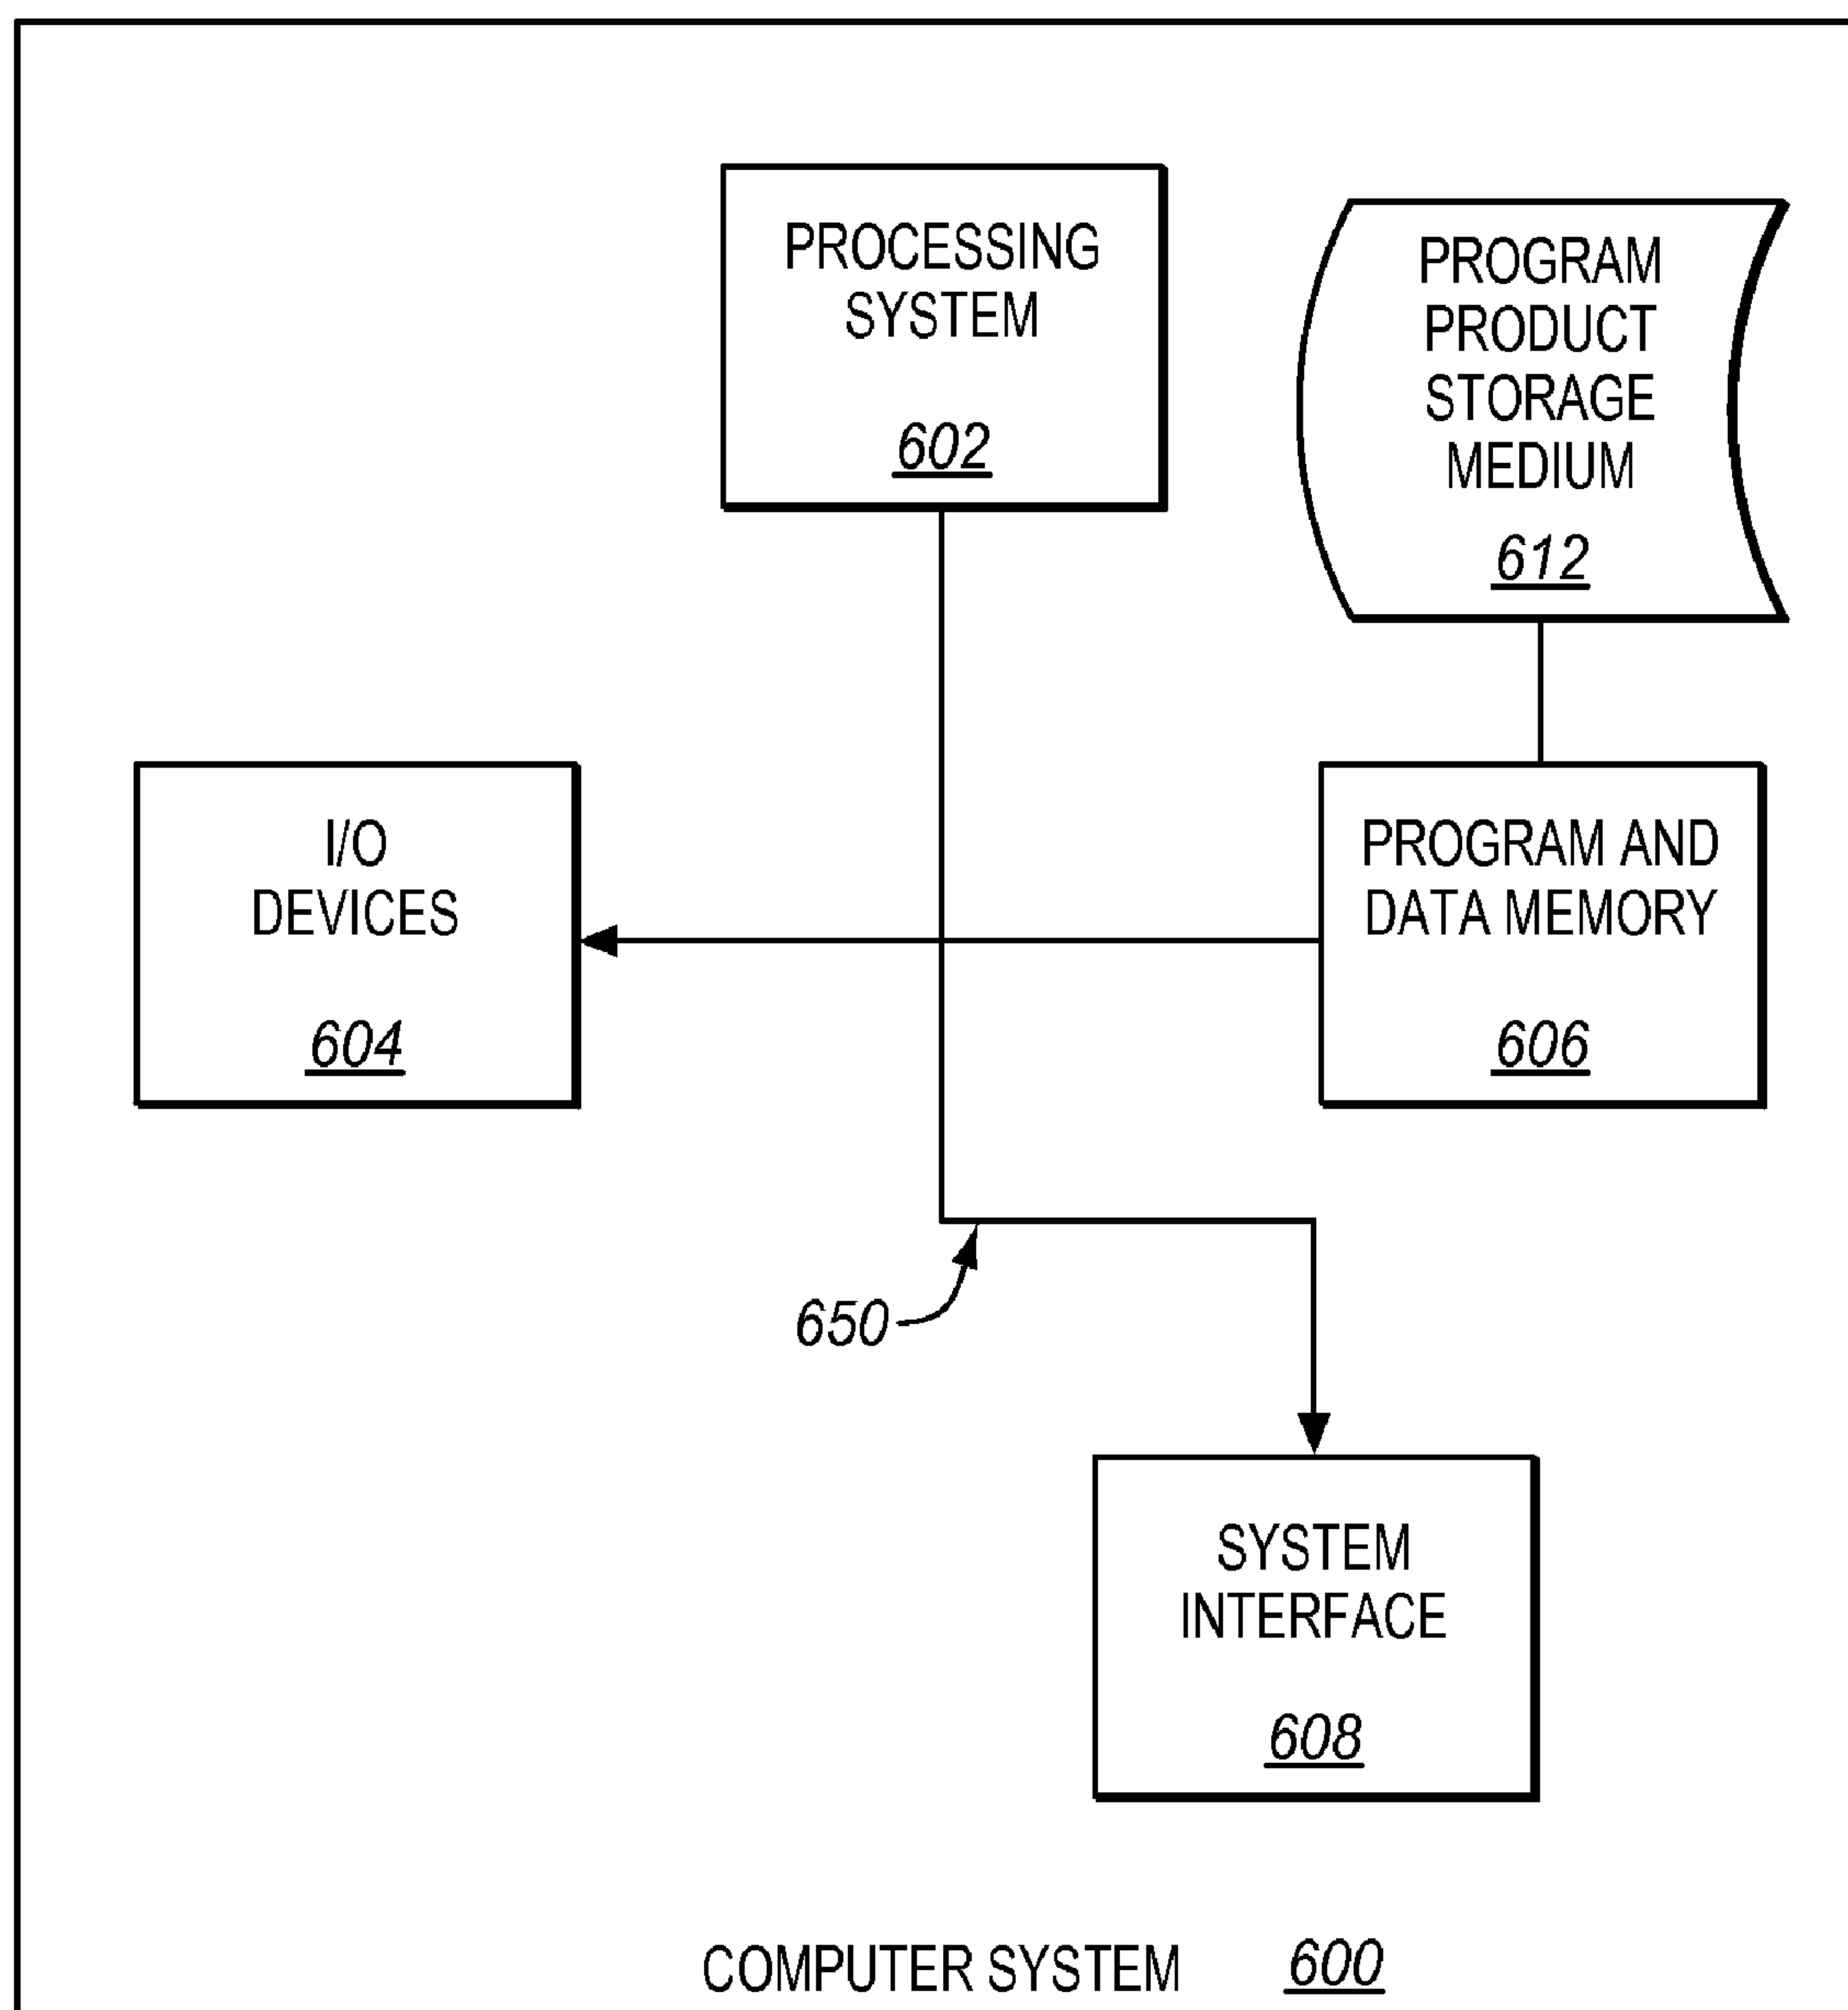 PROCESSING
SYSTEM
602
PROGRAM
PRODUCT
STORAGE
MEDIUM
612
I/O
DEVICES
604
PROGRAM AND
DATA MEMORY
606
650
SYSTEM
INTERFACE
608
COMPUTER SYSTEM 600